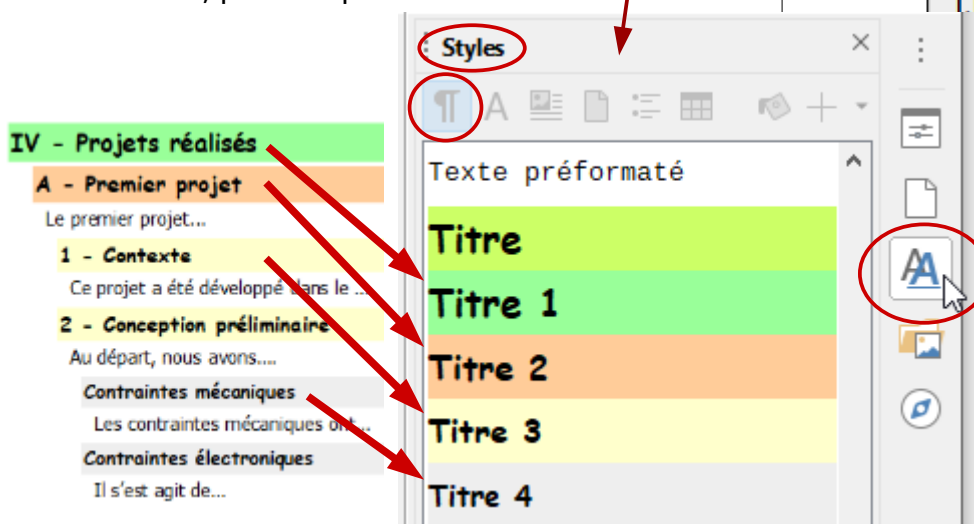 Styles
IV - Projets réalisés
A - Premier projet
Le premier projet...
1 - Contexte
Ce projet a été développé dans le ...
2 - Conception préliminaire
Au départ, nous avons....
Contraintes mécaniques
Les contraintes mécaniques ont...
Contraintes électroniques
Il s'est agit de...
Texte préformaté
Titre
Titre 1
Titre 2
Titre 3
Titre 4